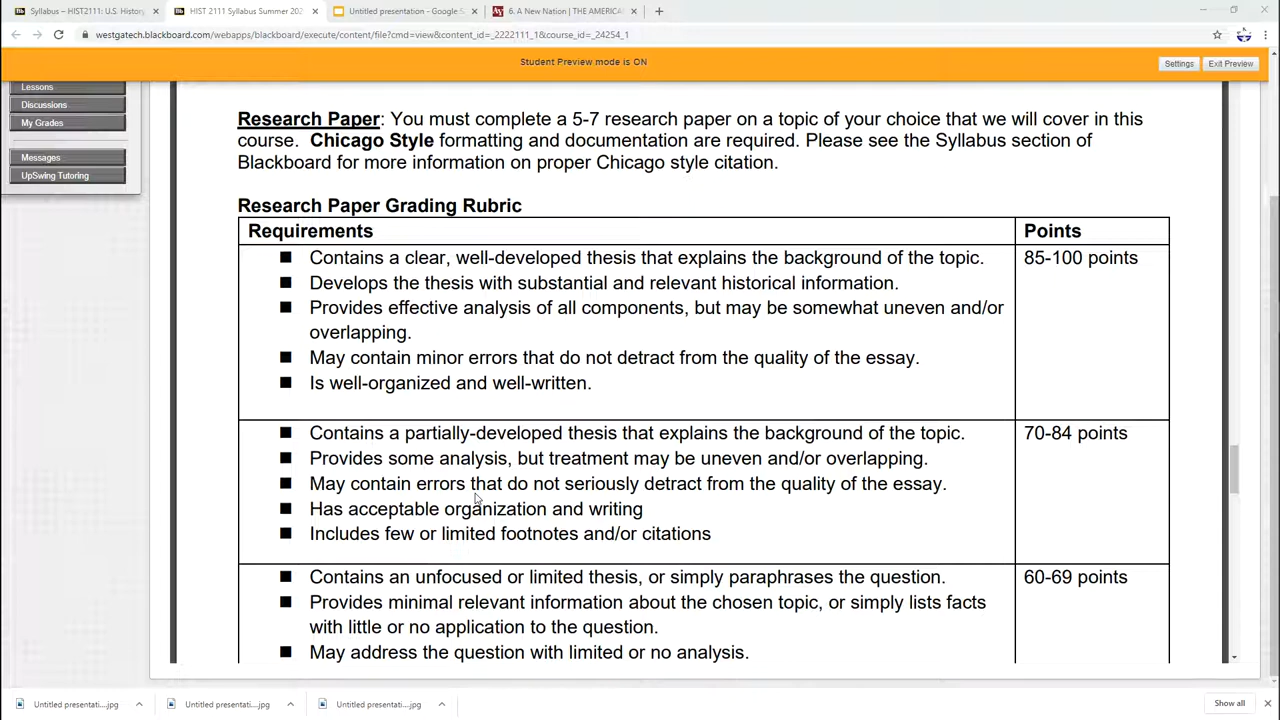 Syllabus – HIST2111: U.S. History
HIST 2111 Syllabus Summer 202
Untitled presentation - Google S
6. A New Nation | THE AMERICA
westgatech.blackboard.com/webapps/blackboard/execute/content/file?cmd=view&content_id=_2222111_1&course_id=_24254_1
Student Preview mode is ON
Settings
Exit Preview
Lessons
Discussions
My Grades
Messages
UpSwing Tutoring
Research Paper: You must complete a 5-7 research paper on a topic of your choice that we will cover in this
course. Chicago Style formatting and documentation are required. Please see the Syllabus section of
Blackboard for more information on proper Chicago style citation.
Research Paper Grading Rubric
Requirements Points
■ Contains a clear, well-developed thesis that explains the background of the topic. 85-100 points
■ Develops the thesis with substantial and relevant historical information.
■ Provides effective analysis of all components, but may be somewhat uneven and/or
overlapping.
■ May contain minor errors that do not detract from the quality of the essay.
■ Is well-organized and well-written.
■ Contains a partially-developed thesis that explains the background of the topic. 70-84 points
■ Provides some analysis, but treatment may be uneven and/or overlapping.
■ May contain errors that do not seriously detract from the quality of the essay.
■ Has acceptable organization and writing
■ Includes few or limited footnotes and/or citations
■ Contains an unfocused or limited thesis, or simply paraphrases the question. 60-69 points
■ Provides minimal relevant information about the chosen topic, or simply lists facts
with little or no application to the question.
■ May address the question with limited or no analysis.
Untitled presentati....jpg
Untitled presentati....jpg
Untitled presentati....jpg
Show all